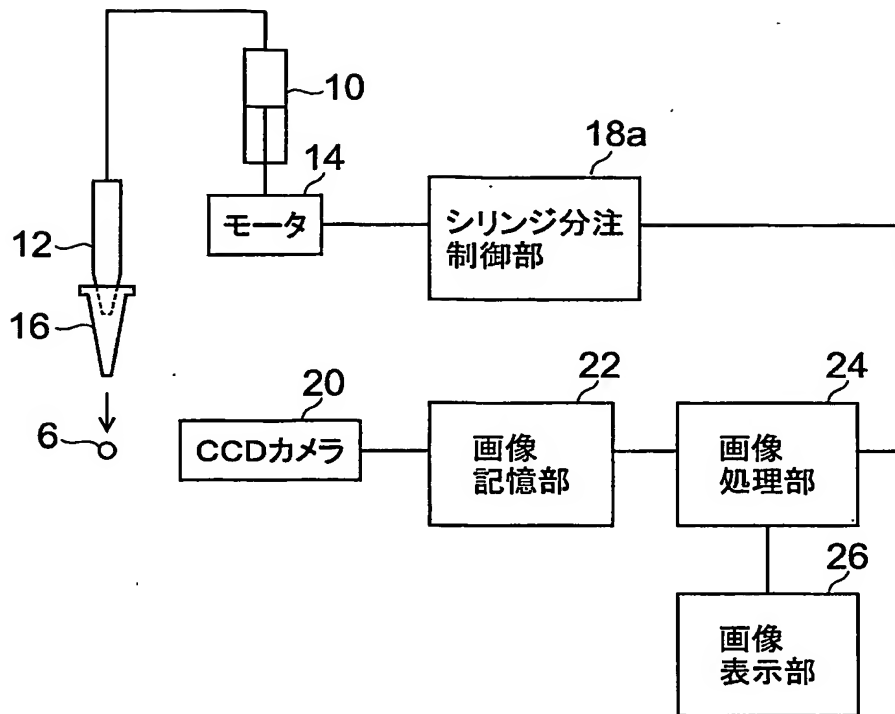 10
14
モータ
18a
シリンジ分注
制御部
12
16
6
20
CCDカメラ
22
画像
記憶部
24
画像
処理部
26
画像
表示部